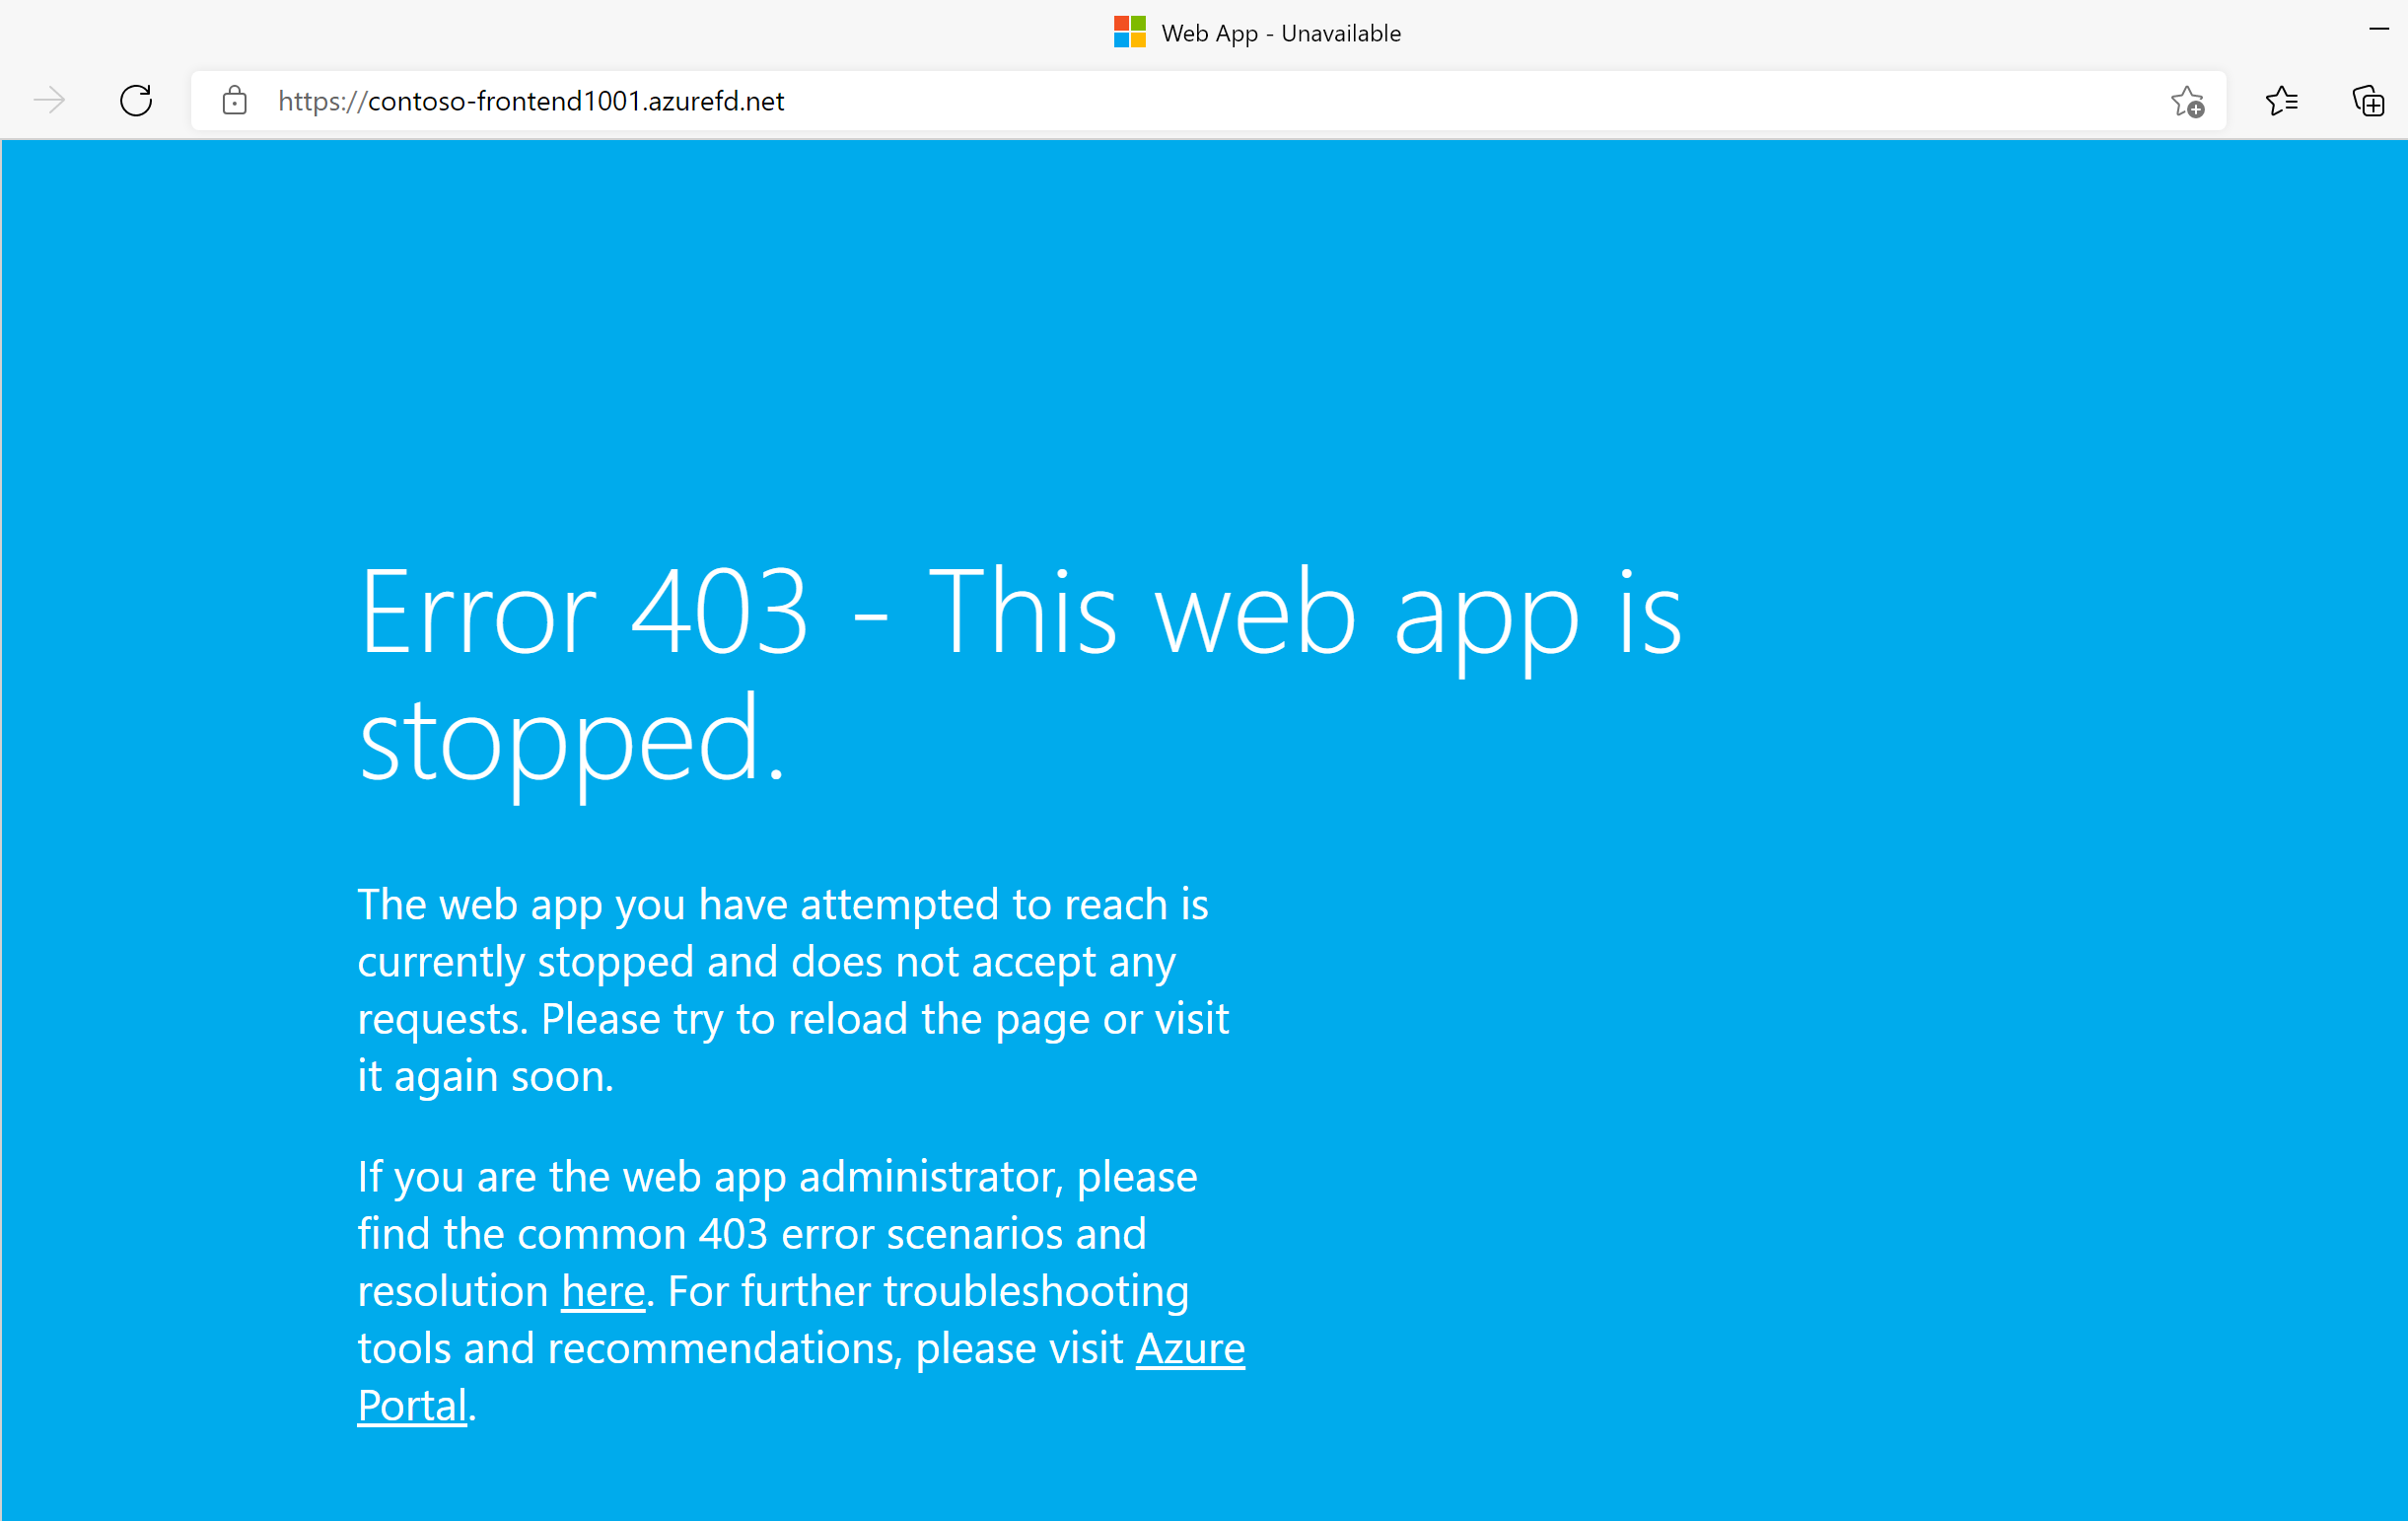 Web App - Unavailable
https://contoso-frontend1001.azurefd.net
Error 403 - This web app is
stopped.
The web app you have attempted to reach is
currently stopped and does not accept any
requests. Please try to reload the page or visit
it again soon.
If you are the web app administrator, please
find the common 403 error scenarios and
resolution here. For further troubleshooting
tools and recommendations, please visit Azure
Portal.